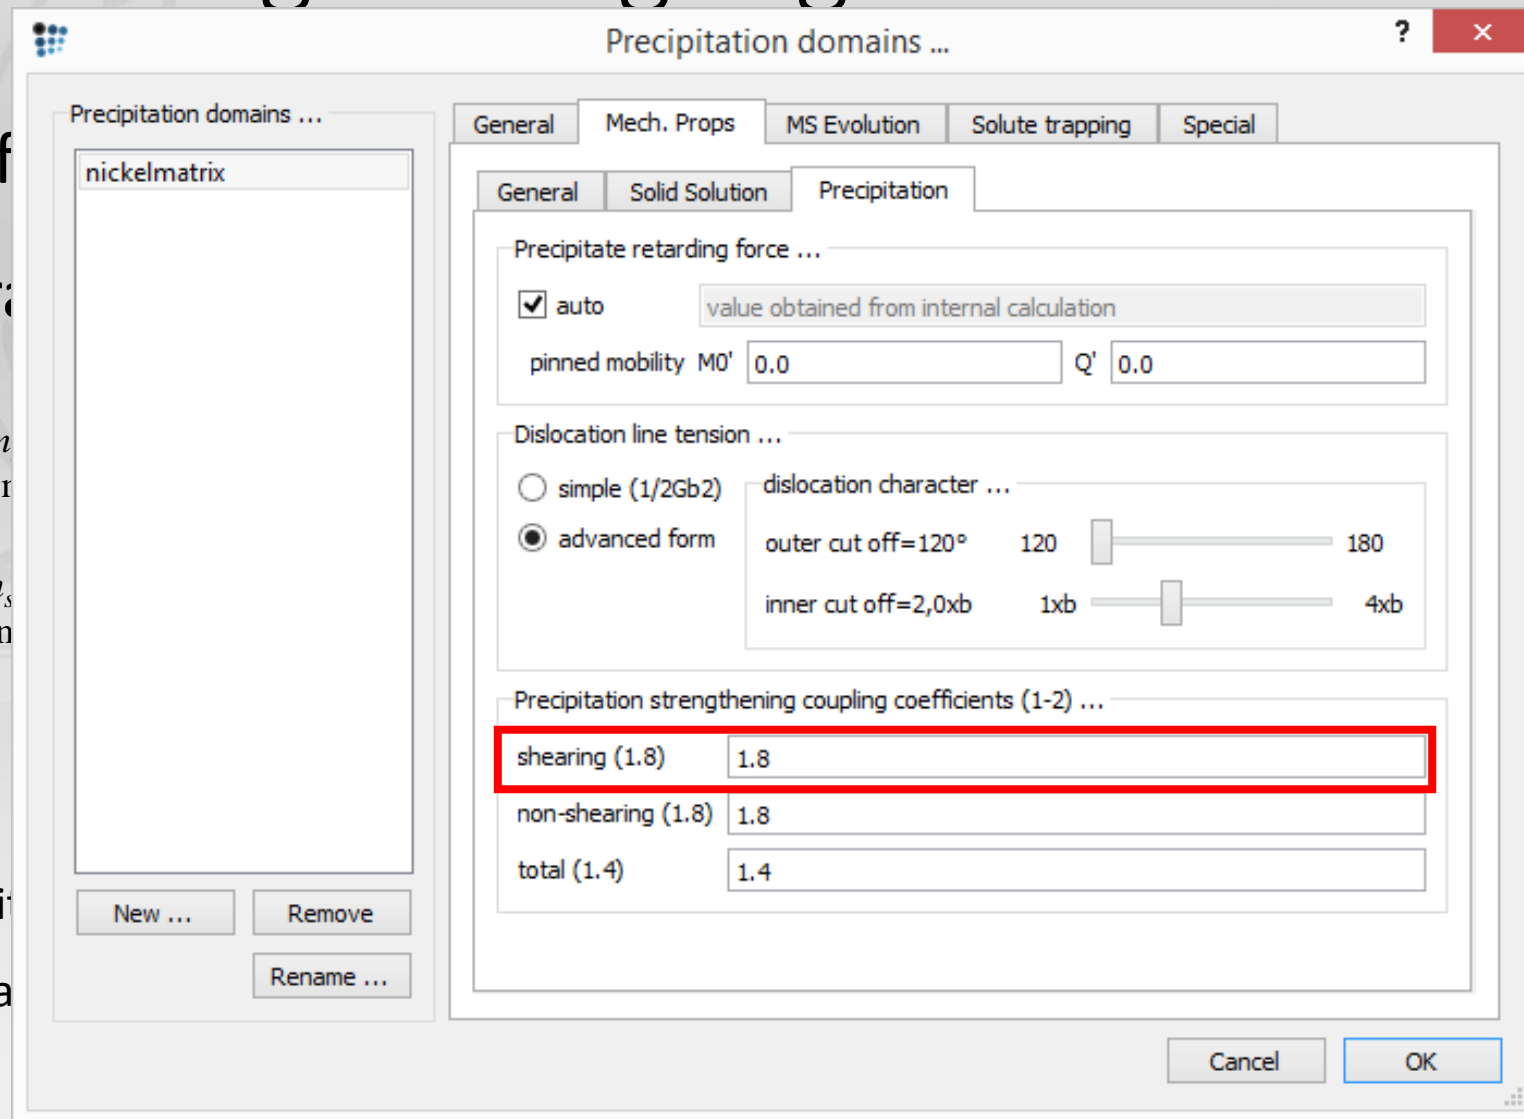 Precipitation domains ...
?
Precipitation domains ...
nickelmatrix
New ...
Remove
Rename ...
General
Mech. Props
MS Evolution
Solute trapping
Special
General
Solid Solution
Precipitation
Precipitate retarding force ...
auto
value obtained from internal calculation
pinned mobility M0' 0.0 Q' 0.0
Dislocation line tension ...
simple (1/2Gb2)
advanced form
dislocation character ...
outer cut off=120° 120 180
inner cut off=2,0xb 1xb 4xb
Precipitation strengthening coupling coefficients (1-2) ...
shearing (1.8) 1.8
non-shearing (1.8) 1.8
total (1.4) 1.4
Cancel
OK